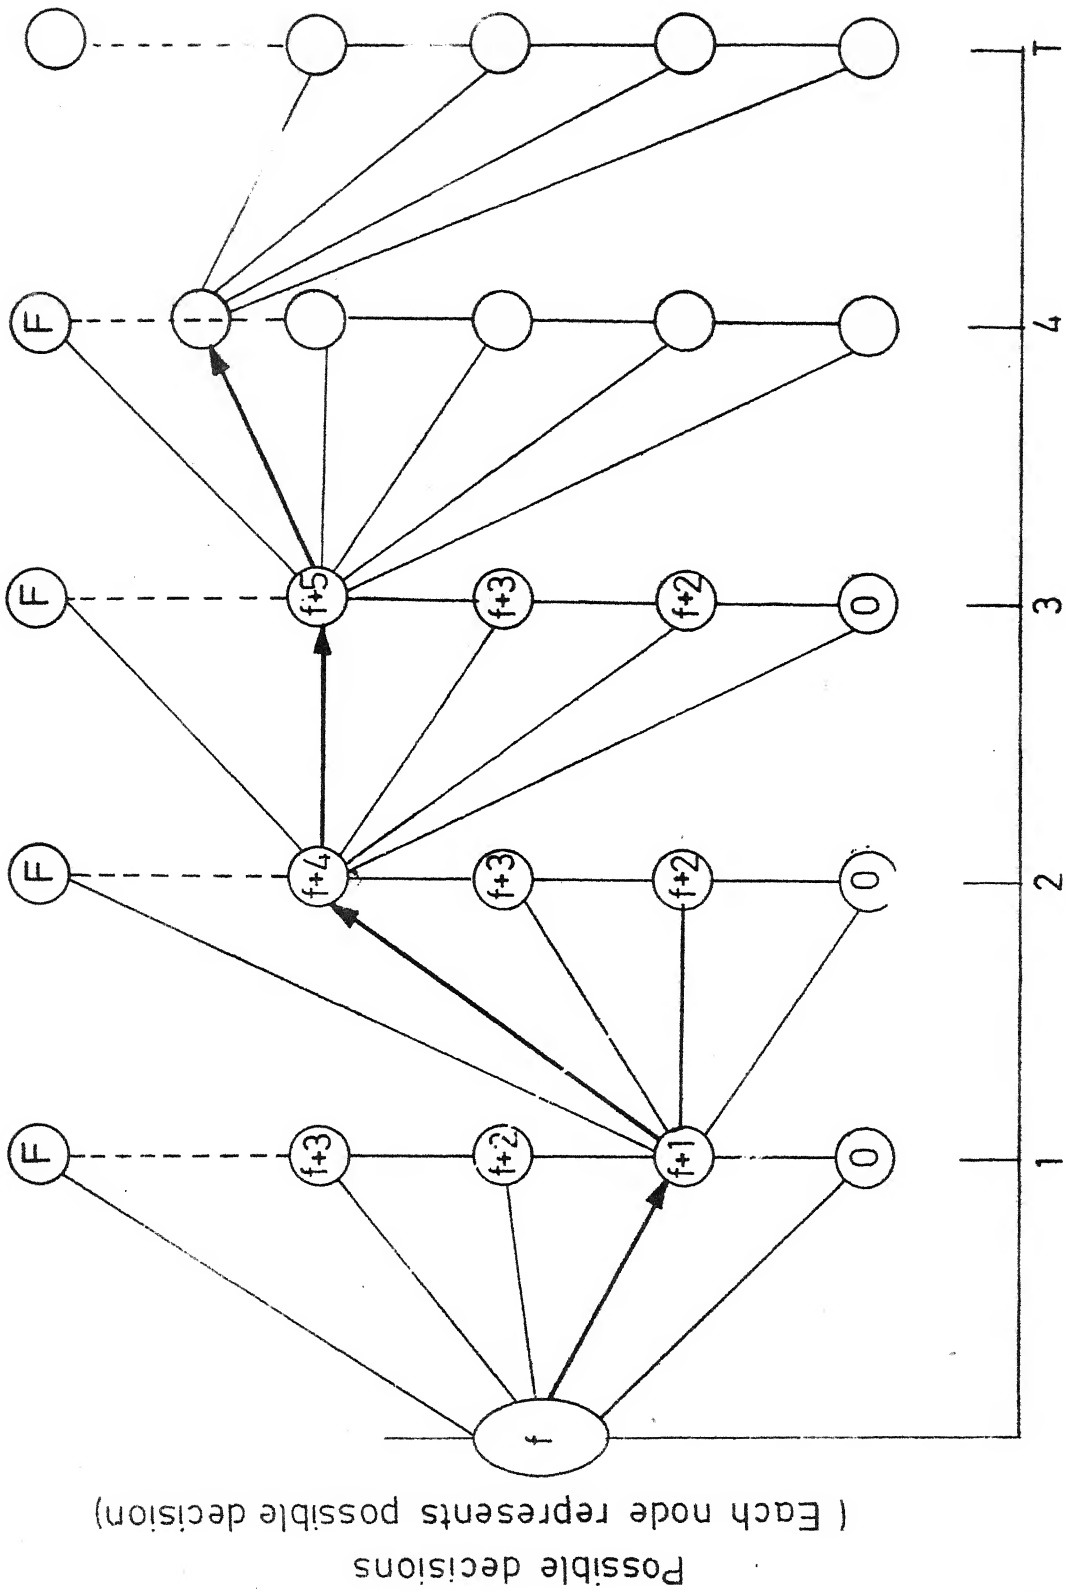 Possible decisions
( Each node represents possible decision)
F
F
F
F
f+3
f+4
f+5
f+2
f+3
f+3
f
f+1
f+2
f+2
0
0
0
1
2
3
4
T